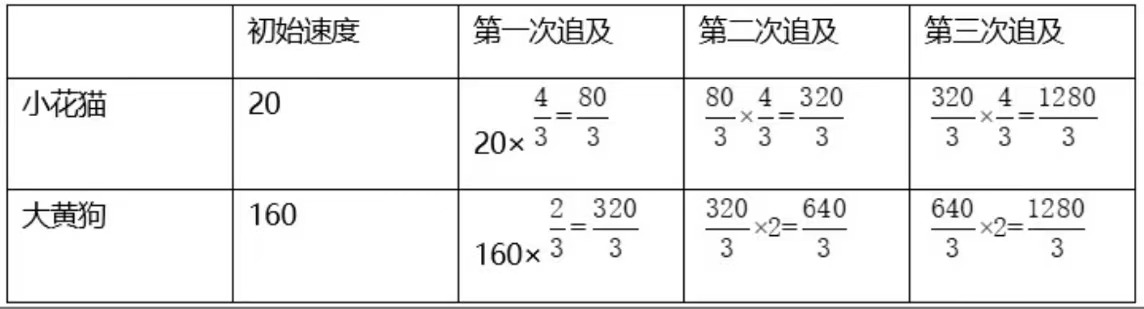 初始速度 第一次追及 第二次追及 第三次追及
小花猫 20 20×4/3=80/3 80/3×4/3=320/3 320/3×4/3=1280/3
大黄狗 160 160×2/3=320/3 320/3×2=640/3 640/3×2=1280/3